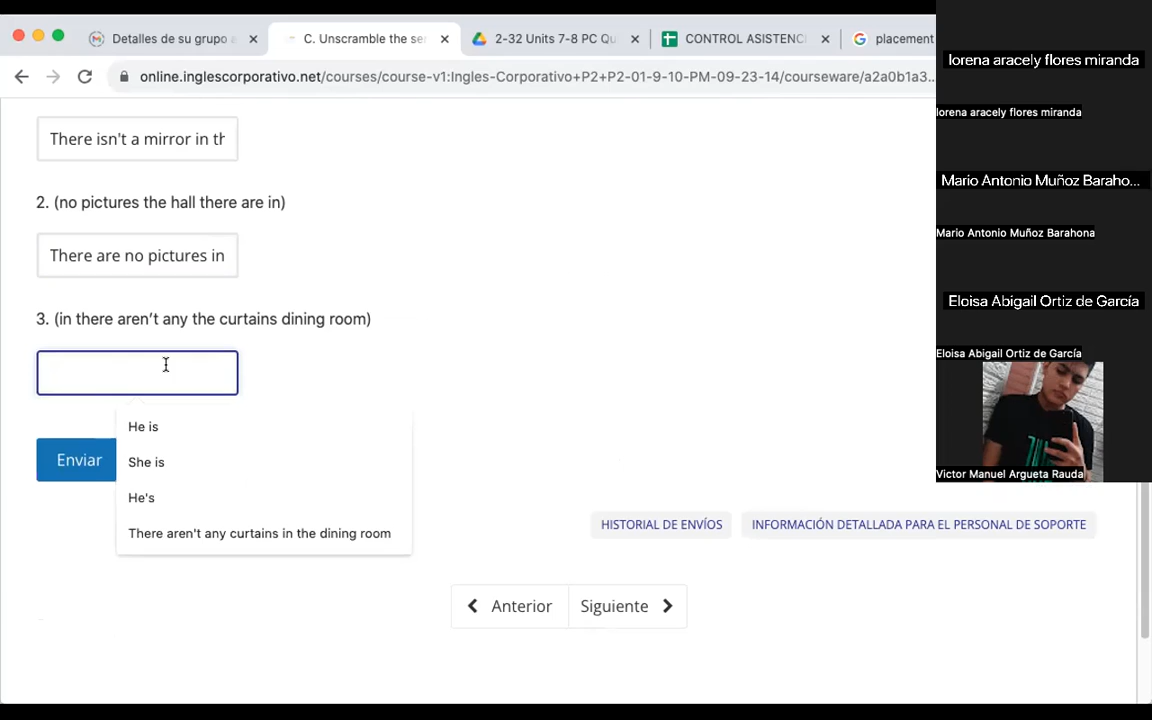 Detalles de su grupo a
C. Unscramble the se
2-32 Units 7-8 PC Qu
CONTROL ASISTENC
placement
online.inglescorporativo.net/courses/course-v1:Ingles-Corporativo+P2+P2-01-9-10-PM-09-23-14/courseware/a2a0b1a3...
There isn't a mirror in th
2. (no pictures the hall there are in)
There are no pictures in
3. (in there aren't any the curtains dining room)
He is
She is
He's
There aren't any curtains in the dining room
Enviar
HISTORIAL DE ENVÍOS
INFORMACIÓN DETALLADA PARA EL PERSONAL DE SOPORTE
Anterior
Siguiente
lorena aracely flores miranda
lorena aracely flores miranda
Mario Antonio Muñoz Baraho...
Mario Antonio Muñoz Barahona
Eloisa Abigail Ortiz de García
Eloisa Abigail Ortiz de García
Victor Manuel Argueta Rauda